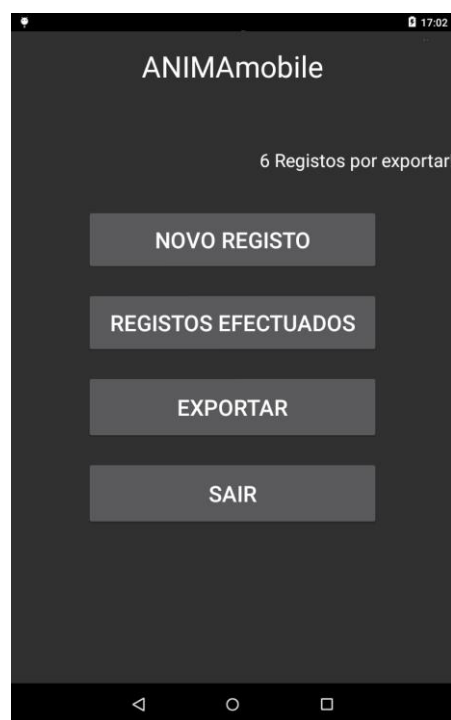 17:02
ANIMAmobile
6 Registos por exportar
NOVO REGISTO
REGISTOS EFECTUADOS
EXPORTAR
SAIR